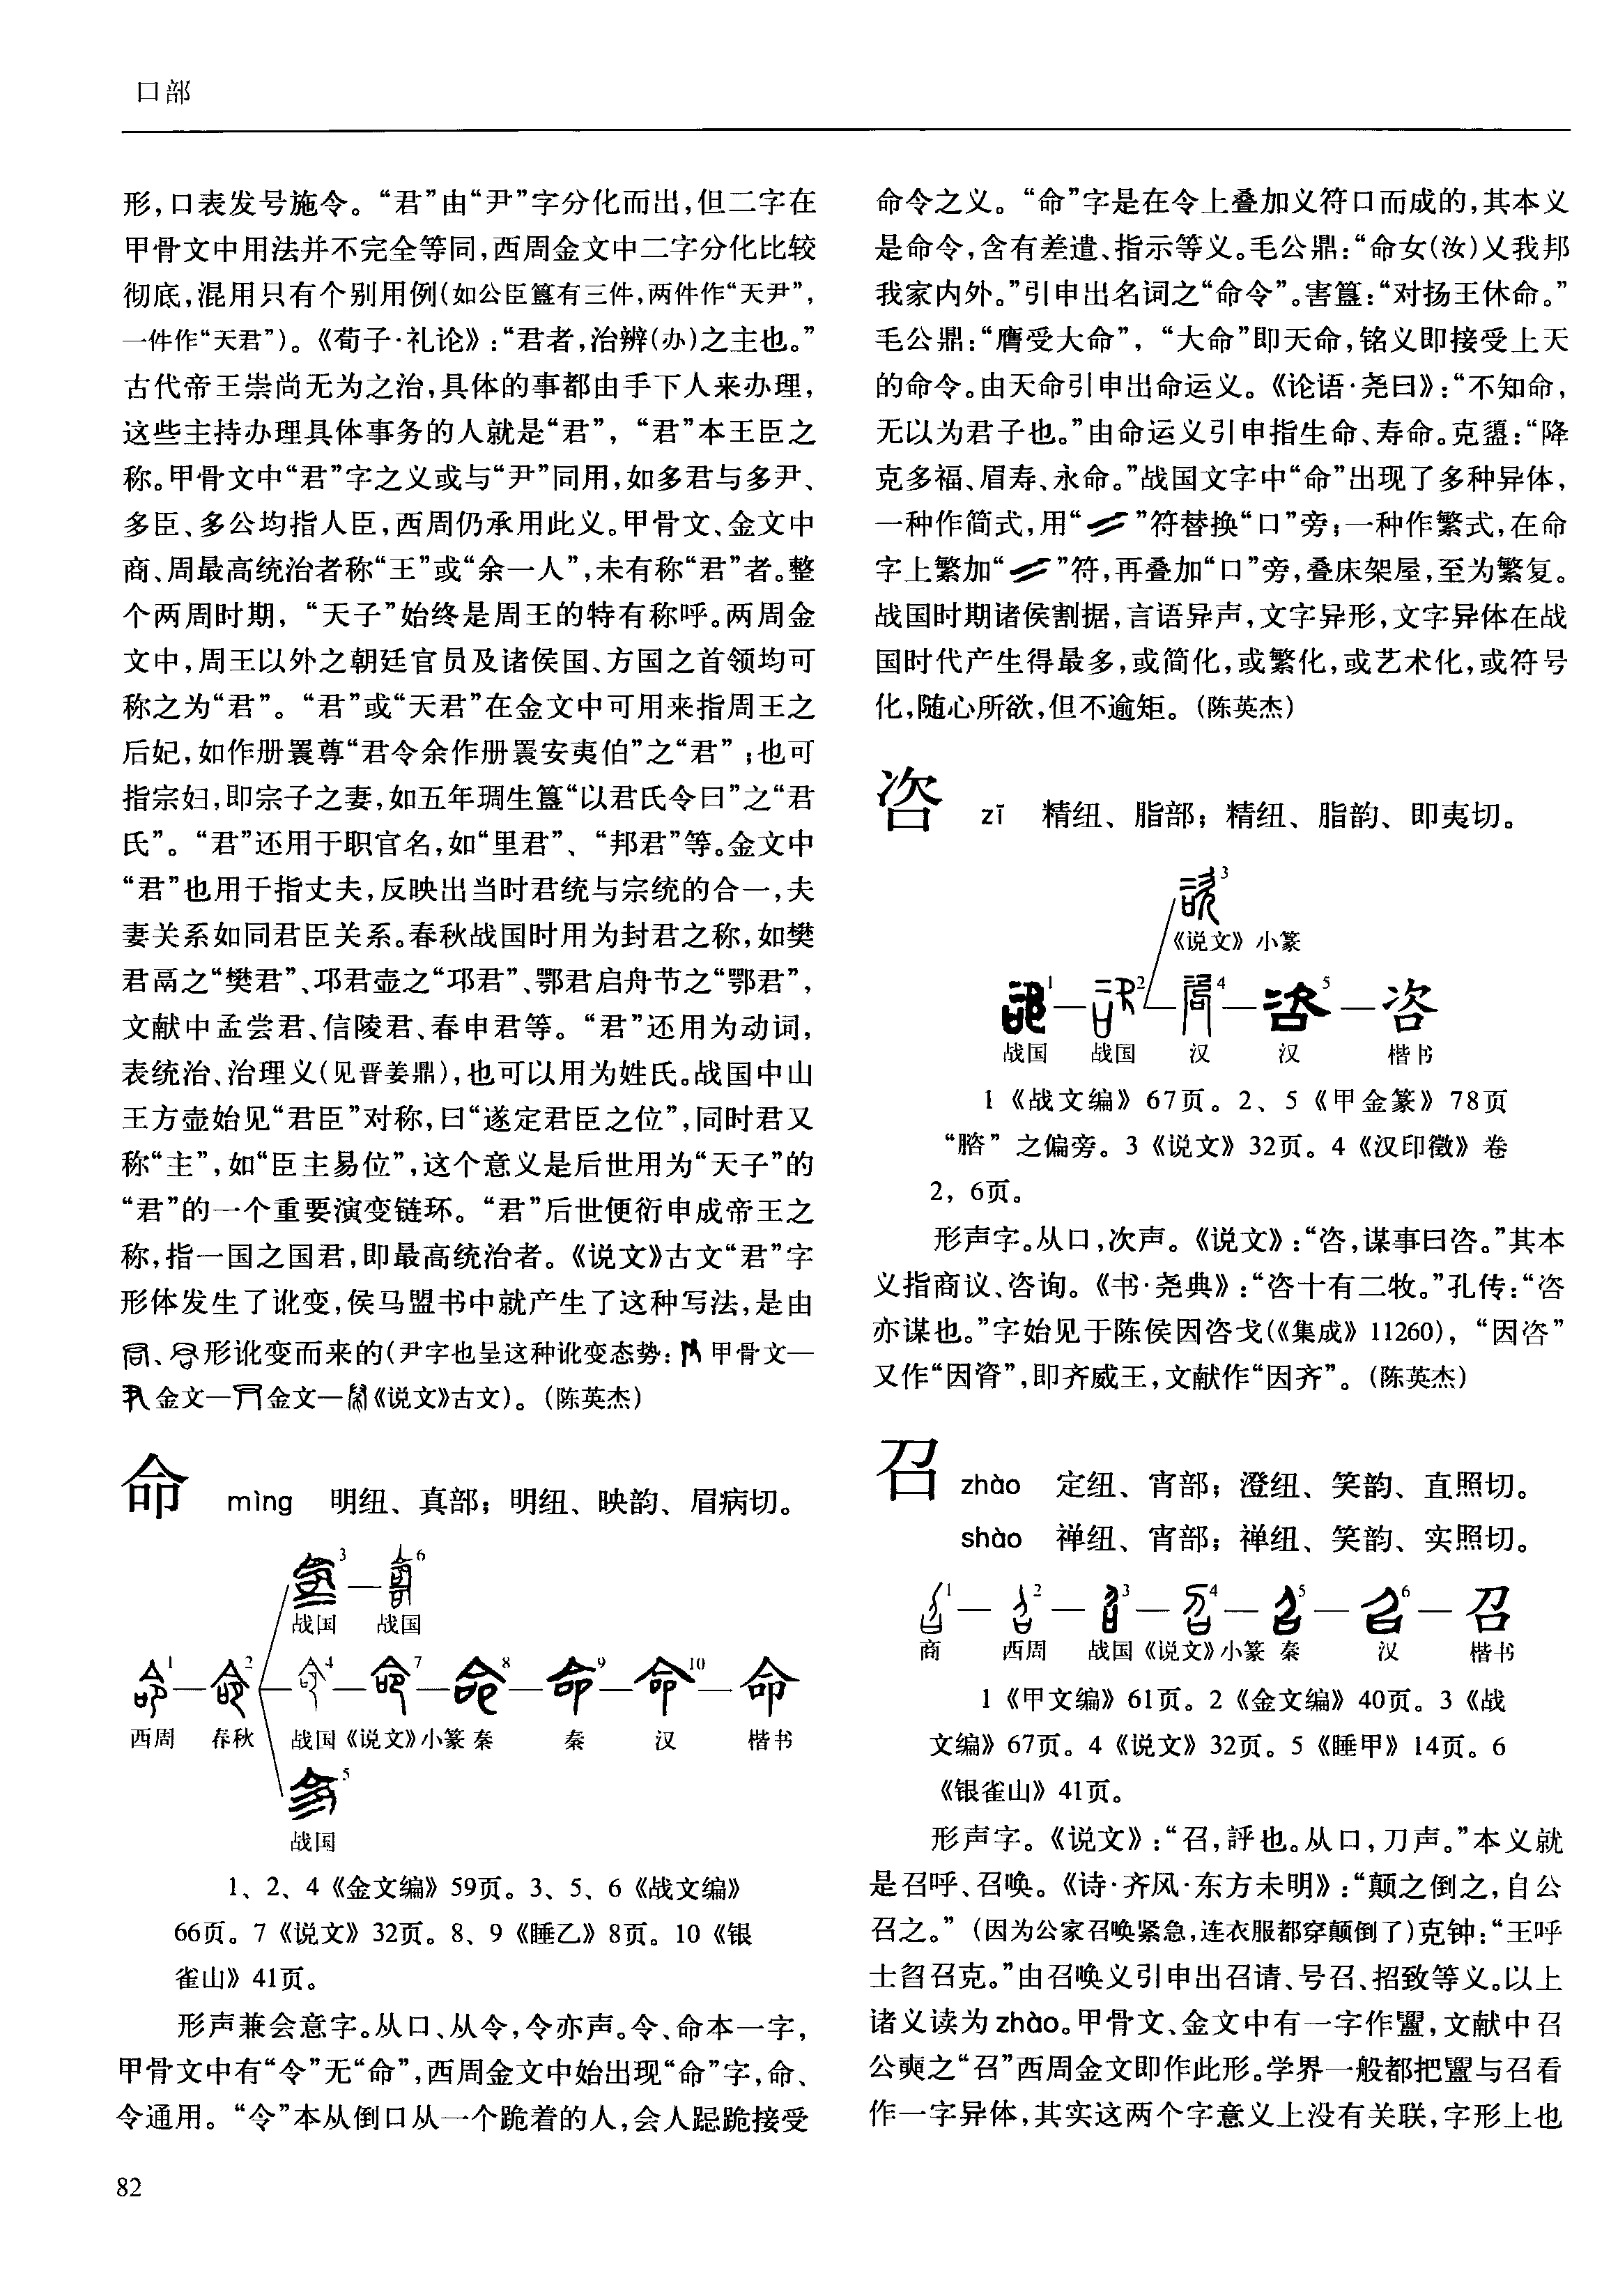 口部
形,口表发号施令。“君”由“尹”字分化而出,但二字在
甲骨文中用法并不完全等同,西周金文中二字分化比较
彻底,混用只有个别用例(如公臣簋有三件,两件作“天尹”,
一件作“天君”)。《荀子·礼论》:“君者,治辨(办)之主也。”
古代帝王崇尚无为之治,具体的事都由手下人来办理,
这些主持办理具体事务的人就是“君”,“君”本王臣之
称。甲骨文中“君”字之义或与“尹”同用,如多君与多尹、
多臣、多公均指人臣,西周仍承用此义。甲骨文、金文中
商、周最高统治者称“王”或“余一人”,未有称“君”者。整
个两周时期,“天子”始终是周王的特有称呼。两周金
文中,周王以外之朝廷官员及诸侯国、方国之首领均可
称之为“君”。“君”或“天君”在金文中可用来指周王之
后妃,如作册睘尊“君令余作册睘安夷伯”之“君”;也可
指宗妇,即宗子之妻,如五年琱生簋“以君氏令曰”之“君
氏”。“君”还用于职官名,如“里君”、“邦君”等。金文中
“君”也用于指丈夫,反映出当时君统与宗统的合一,夫
妻关系如同君臣关系。春秋战国时用为封君之称,如樊
君鬲之“樊君”、邛君壶之“邛君”、鄂君启舟节之“鄂君”,
文献中孟尝君、信陵君、春申君等。“君”还用为动词,
表统治、治理义(见晋姜鼎),也可以用为姓氏。战国中山
王方壶始见“君臣”对称,曰“遂定君臣之位”,同时君又
称“主”,如“臣主易位”,这个意义是后世用为“天子”的
“君”的一个重要演变链环。“君”后世便衍申成帝王之
称,指一国之国君,即最高统治者。《说文》古文“君”字
形体发生了讹变,侯马盟书中就产生了这种写法,是由
、形讹变而来的(尹字也呈这种讹变态势:甲骨文—
金文—金文—《说文》古文)。(陈英杰)
命 mìng 明纽、真部;明纽、映韵、眉病切。
3 — 6
战国 战国
1 — 2 — 4 — 7 — 8 — 9 — 10 — 命
西周 春秋 战国 《说文》小篆 秦 秦 汉 楷书
5
战国
1、2、4《金文编》59页。3、5、6《战文编》
66页。7《说文》32页。8、9《睡乙》8页。10《银
雀山》41页。
形声兼会意字。从口、从令,令亦声。令、命本一字,
甲骨文中有“令”无“命”,西周金文中始出现“命”字,命、
令通用。“令”本从倒口从一个跪着的人,会人跽跪接受
命令之义。“命”字是在令上叠加义符口而成的,其本义
是命令,含有差遣、指示等义。毛公鼎:“命女(汝)乂我邦
我家内外。”引申出名词之“命令”。害簋:“对扬王休命。”
毛公鼎:“膺受大命”,“大命”即天命,铭义即接受上天
的命令。由天命引申出命运义。《论语·尧曰》:“不知命,
无以为君子也。”由命运义引申指生命、寿命。克盨:“降
克多福、眉寿、永命。”战国文字中“命”出现了多种异体,
一种作简式,用“”符替换“口”旁;一种作繁式,在命
字上繁加“”符,再叠加“口”旁,叠床架屋,至为繁复。
战国时期诸侯割据,言语异声,文字异形,文字异体在战
国时代产生得最多,或简化,或繁化,或艺术化,或符号
化,随心所欲,但不逾矩。(陈英杰)
咨 zī 精纽、脂部;精纽、脂韵、即夷切。
3
《说文》小篆
1 — 2 — 4 — 5 — 咨
战国 战国 汉 汉 楷书
1《战文编》67页。2、5《甲金篆》78页
“䐉”之偏旁。3《说文》32页。4《汉印徵》卷
2,6页。
形声字。从口,次声。《说文》:“咨,谋事曰咨。”其本
义指商议、咨询。《书·尧典》:“咨十有二牧。”孔传:“咨
亦谋也。”字始见于陈侯因咨戈(《集成》11260),“因咨”
又作“因脀”,即齐威王,文献作“因齐”。(陈英杰)
召 zhào 定纽、宵部;澄纽、笑韵、直照切。
shào 禅纽、宵部;禅纽、笑韵、实照切。
1 — 2 — 3 — 4 — 5 — 6 — 召
商 西周 战国 《说文》小篆 秦 汉 楷书
1《甲文编》61页。2《金文编》40页。3《战
文编》67页。4《说文》32页。5《睡甲》14页。6
《银雀山》41页。
形声字。《说文》:“召,評也。从口,刀声。”本义就
是召呼、召唤。《诗·齐风·东方未明》:“颠之倒之,自公
召之。”(因为公家召唤紧急,连衣服都穿颠倒了)克钟:“王呼
士曶召克。”由召唤义引申出召请、号召、招致等义。以上
诸义读为zhào。甲骨文、金文中有一字作,文献中召
公奭之“召”西周金文即作此形。学界一般都把与召看
作一字异体,其实这两个字意义上没有关联,字形上也
82